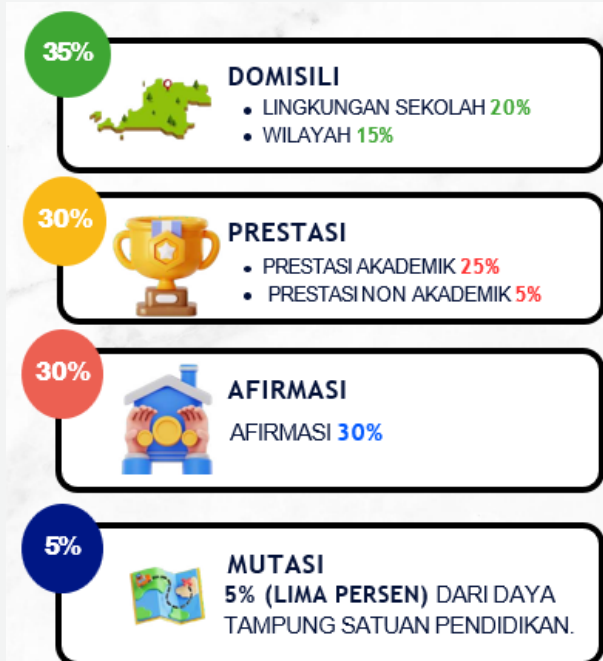 35%
DOMISILI
• LINGKUNGAN SEKOLAH 20%
• WILAYAH 15%
30%
PRESTASI
• PRESTASI AKADEMIK 25%
• PRESTASI NON AKADEMIK 5%
30%
AFIRMASI
AFIRMASI 30%
5%
MUTASI
5% (LIMA PERSEN) DARI DAYA
TAMPUNG SATUAN PENDIDIKAN.